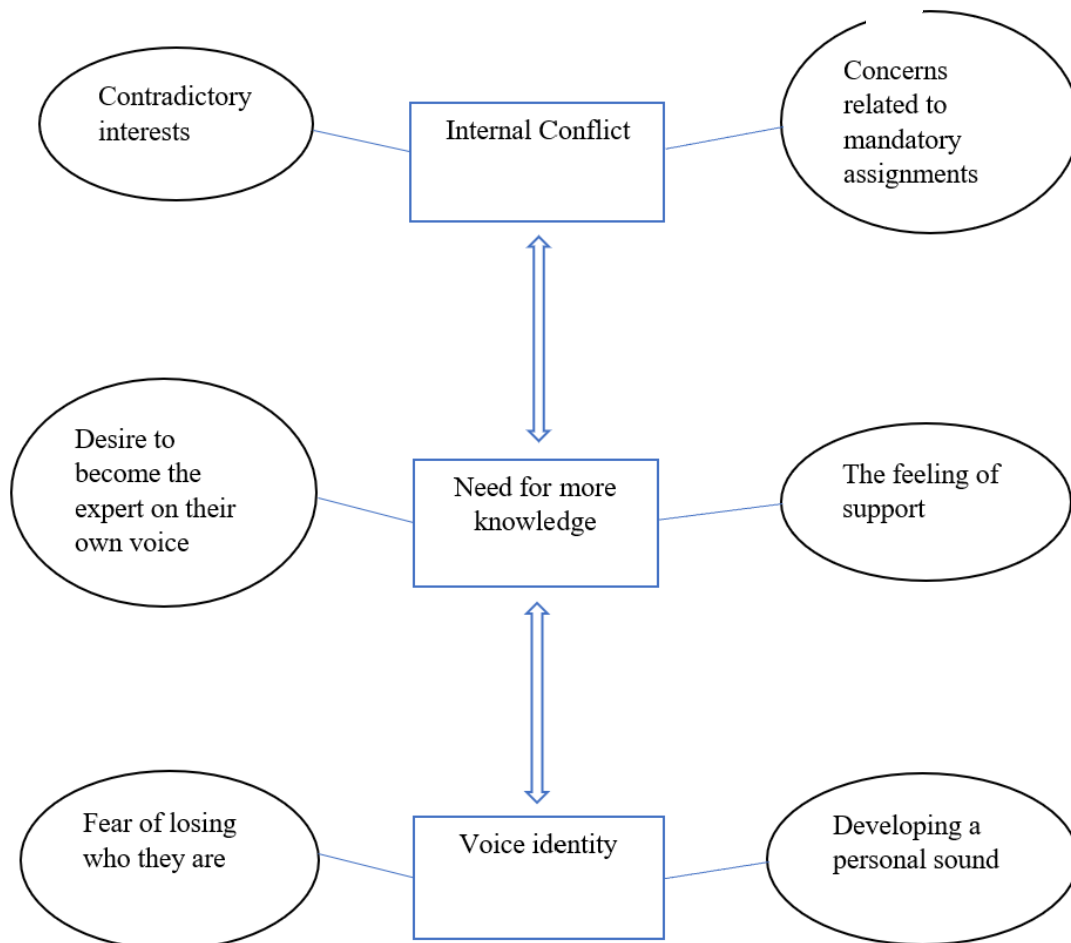 Contradictory
interests
Internal Conflict
Concerns
related to
mandatory
assignments
Desire to
become the
expert on their
own voice
Need for more
knowledge
The feeling of
support
Fear of losing
who they are
Voice identity
Developing a
personal sound